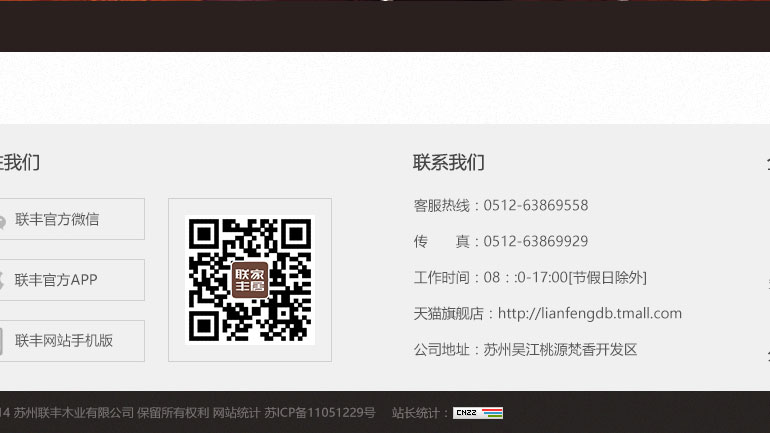 我们
联丰官方微信
联丰官方APP
联丰网站手机版
联家
丰居
联系我们
客服热线：0512-63869558
传　　真：0512-63869929
工作时间：08：:0-17:00[节假日除外]
天猫旗舰店：http://lianfengdb.tmall.com
公司地址：苏州吴江桃源梵香开发区
14 苏州联丰木业有限公司 保留所有权利 网站统计 苏ICP备11051229号 站长统计：CNZZ